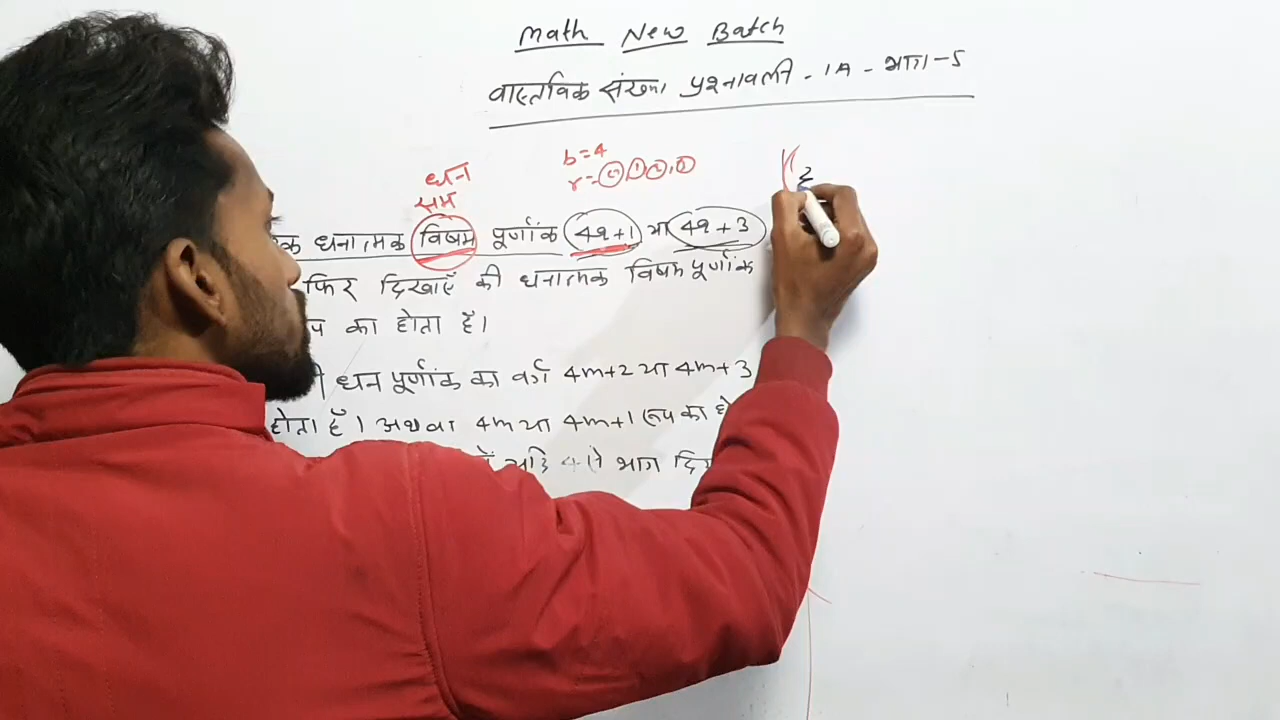 Math New Batch
वास्तविक संख्या प्रश्नावली - 1A - भाग - 5
b = 4
धन
r = 0, 1, 2, 3
सम
धनात्मक विषम पूर्णांक 4q+1 या 4q+3
फिर दिखाएँ की धनात्मक विषम पूर्णांक
का होता है।
धन पूर्णांक का वर्ग 4m+2 या 4m+3
होता है। अथवा 4m या 4m+1 रूप का
यदि 4 से भाग